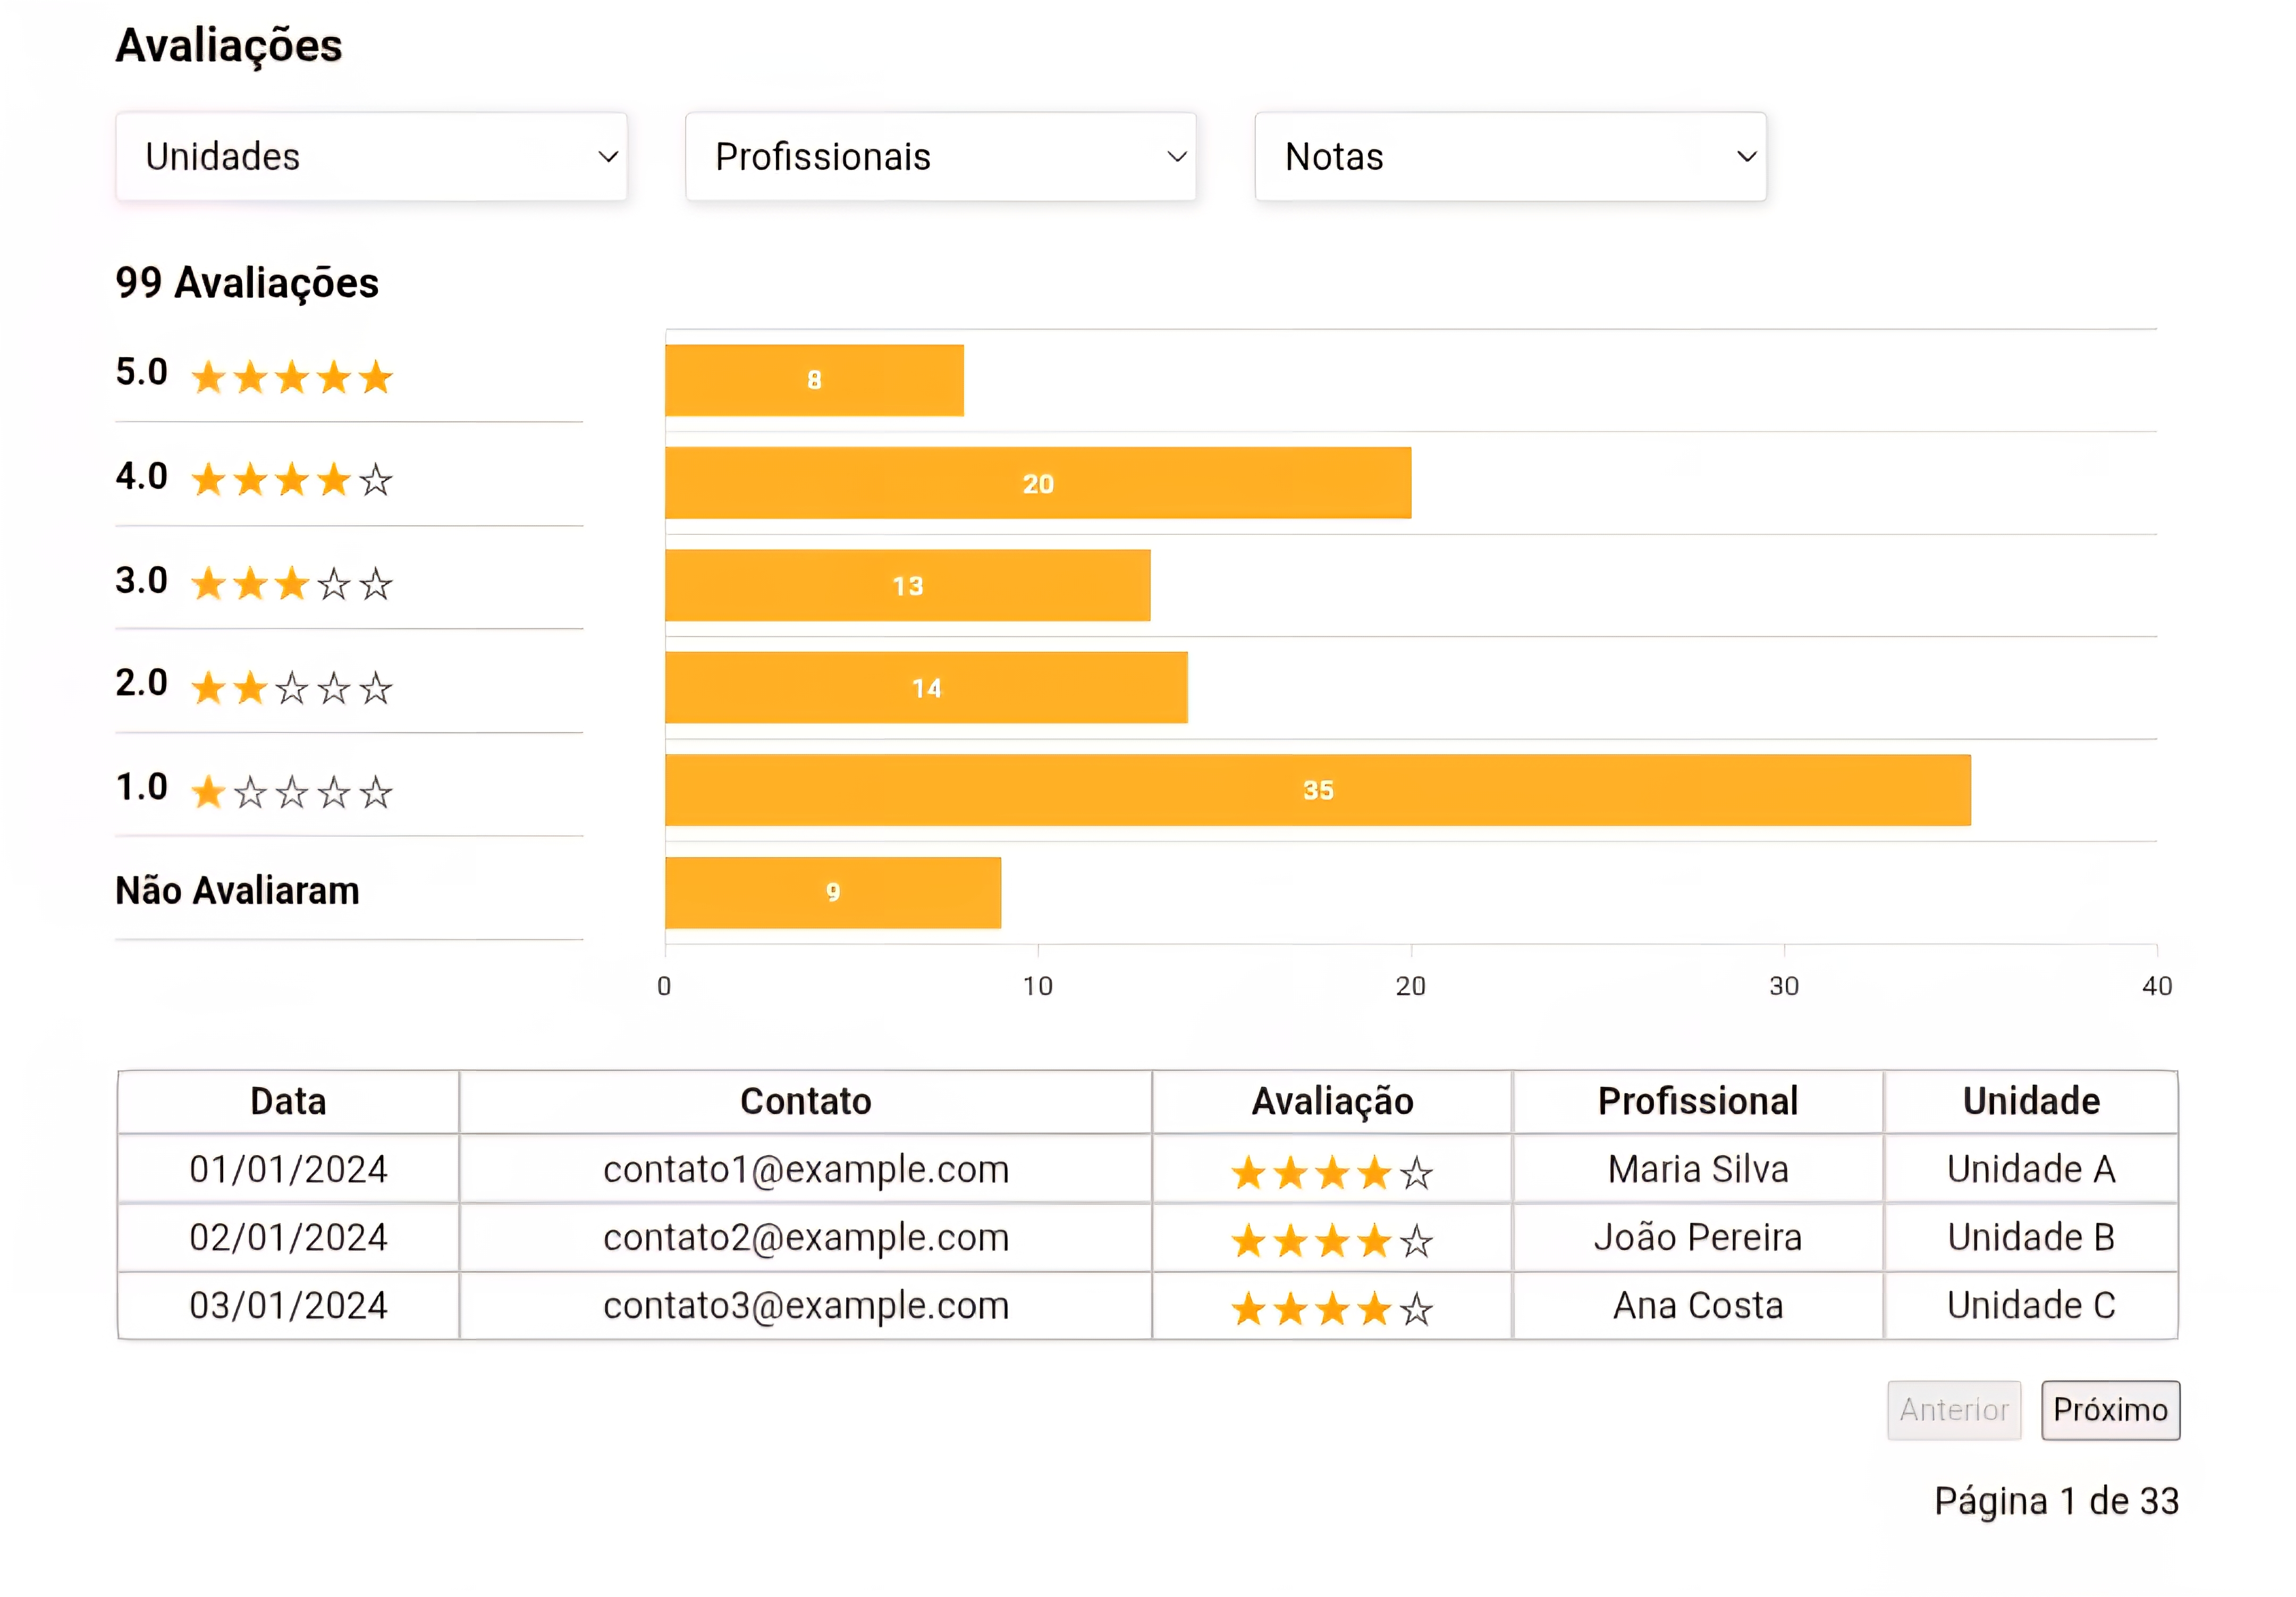 Avaliações
Unidades Profissionais Notas
99 Avaliações
5.0 ★★★★★ 8
4.0 ★★★★☆ 20
3.0 ★★★☆☆ 13
2.0 ★★☆☆☆ 14
1.0 ★☆☆☆☆ 35
Não Avaliaram 9
0 10 20 30 40
Data Contato Avaliação Profissional Unidade
01/01/2024 contato1@example.com ★★★★☆ Maria Silva Unidade A
02/01/2024 contato2@example.com ★★★★☆ João Pereira Unidade B
03/01/2024 contato3@example.com ★★★★☆ Ana Costa Unidade C
Anterior Próximo
Página 1 de 33